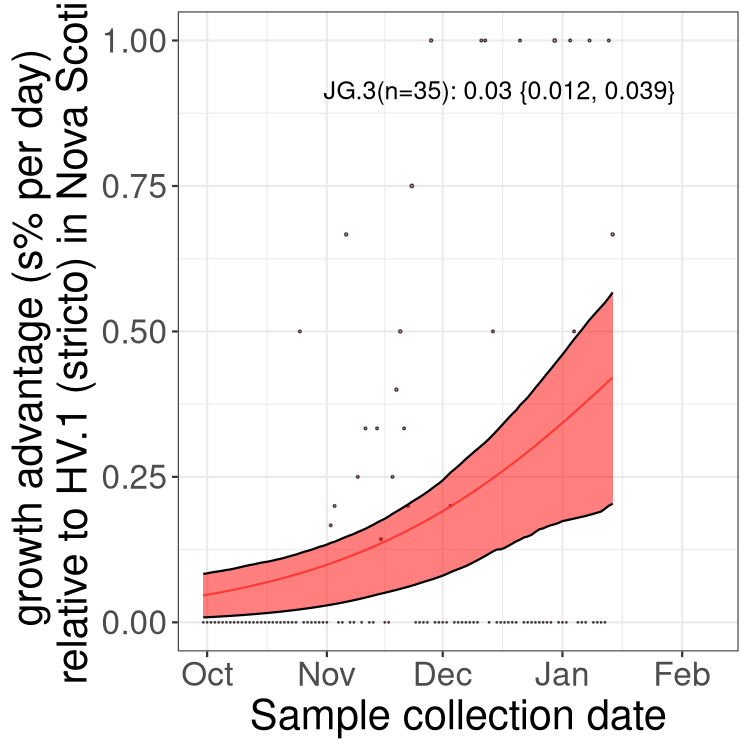 growth advantage (s% per day)
relative to HV.1 (stricto) in Nova Scoti
1.00
0.75
0.50
0.25
0.00
JG.3(n=35): 0.03 {0.012, 0.039}
Oct Nov Dec Jan Feb
Sample collection date